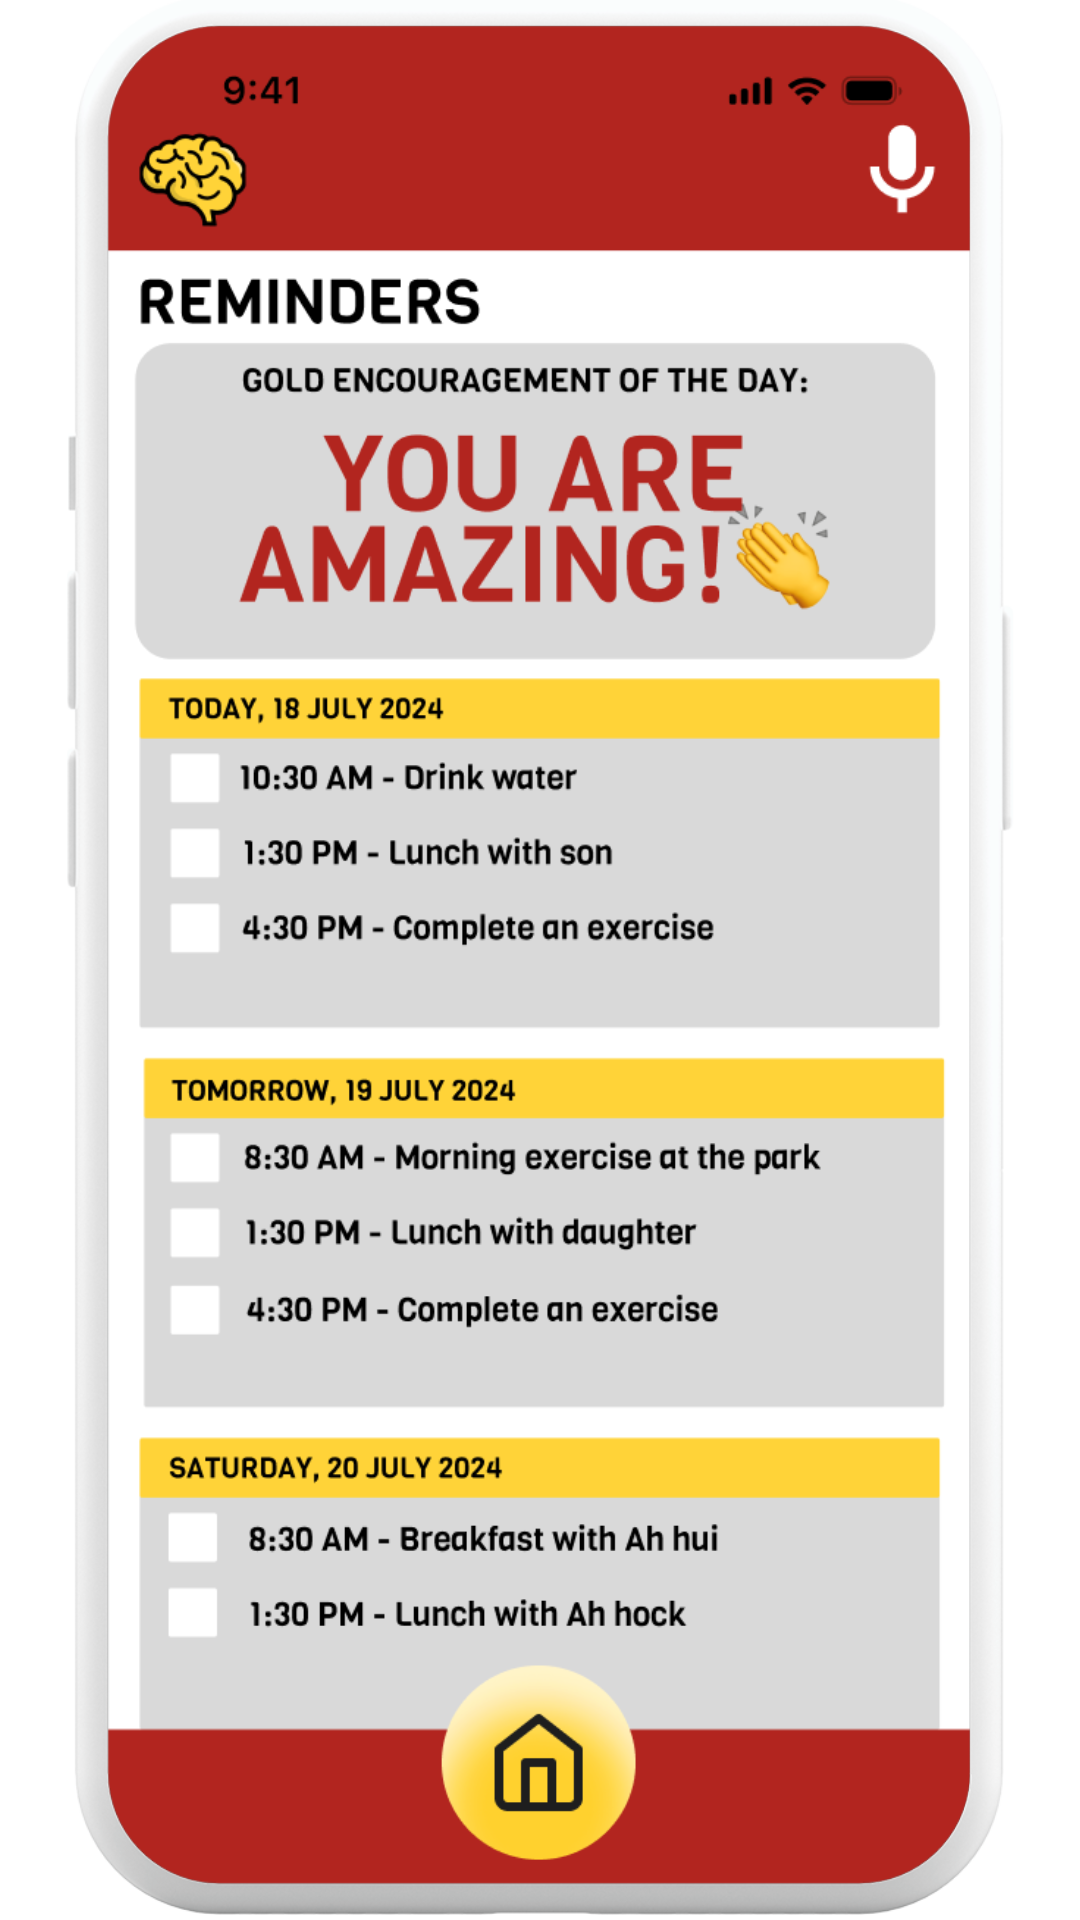 9:41
REMINDERS
GOLD ENCOURAGEMENT OF THE DAY:
YOU ARE
AMAZING!👏
TODAY, 18 JULY 2024
10:30 AM - Drink water
1:30 PM - Lunch with son
4:30 PM - Complete an exercise
TOMORROW, 19 JULY 2024
8:30 AM - Morning exercise at the park
1:30 PM - Lunch with daughter
4:30 PM - Complete an exercise
SATURDAY, 20 JULY 2024
8:30 AM - Breakfast with Ah hui
1:30 PM - Lunch with Ah hock